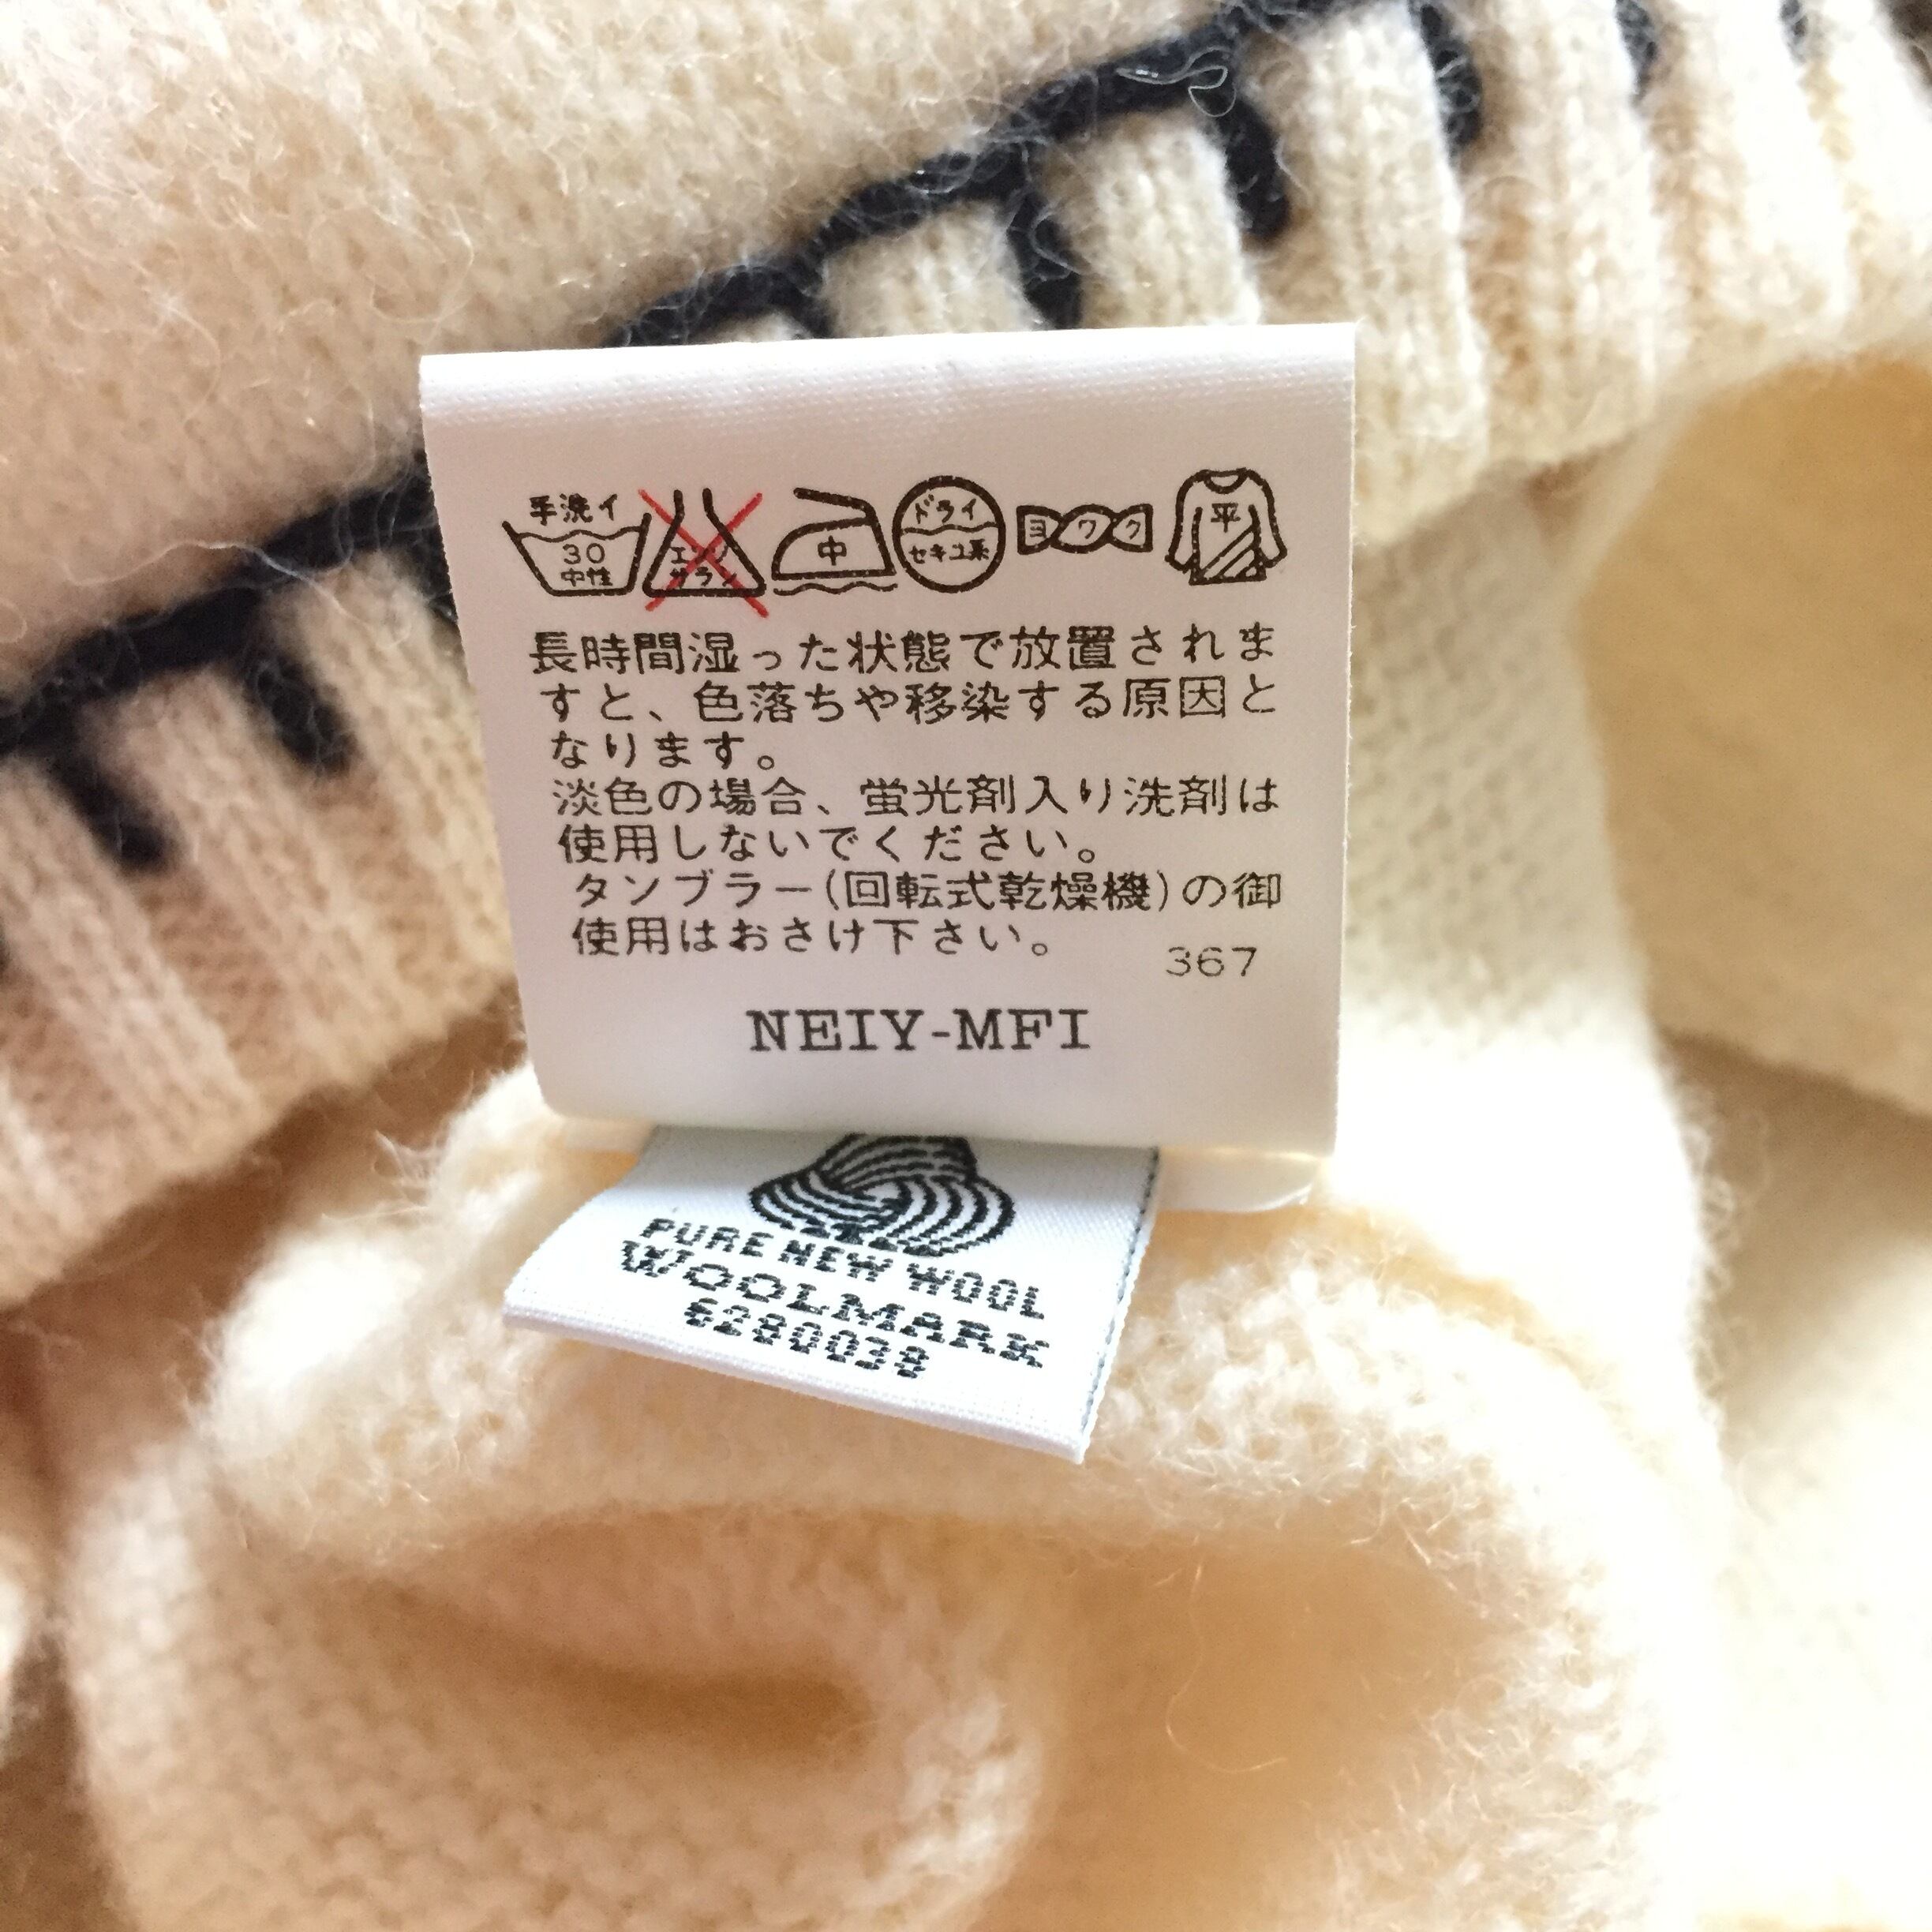 手洗イ
30
中性
エンソ
サラシ
中
ドライ
セキユ系
ヨワク
平
長時間湿った状態で放置されま
すと、色落ちや移染する原因と
なります。
淡色の場合、蛍光剤入り洗剤は
使用しないでください。
タンブラー(回転式乾燥機)の御
使用はおさけ下さい。
367
NEIY-MFI
PURE NEW WOOL
WOOLMARK
6280038